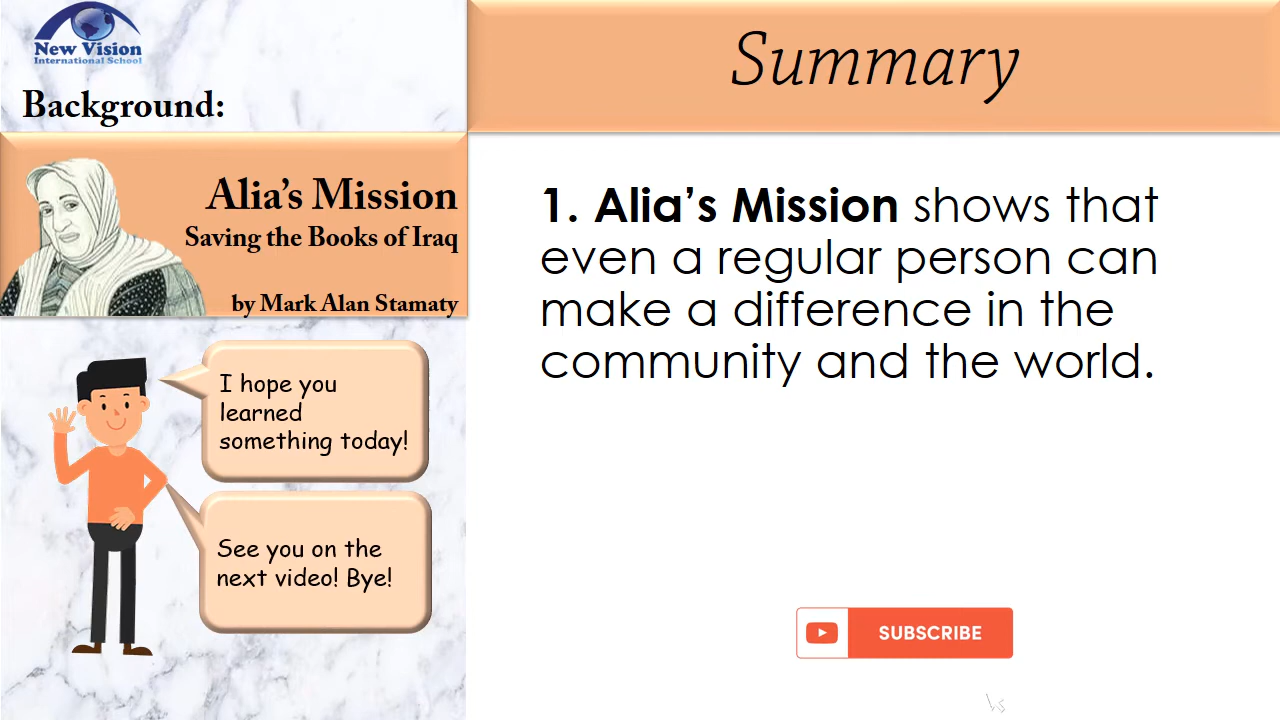 New Vision
International School
Background:
Alia’s Mission
Saving the Books of Iraq
by Mark Alan Stamaty
I hope you
learned
something today!
See you on the
next video! Bye!
Summary
1. Alia’s Mission shows that
even a regular person can
make a difference in the
community and the world.
SUBSCRIBE